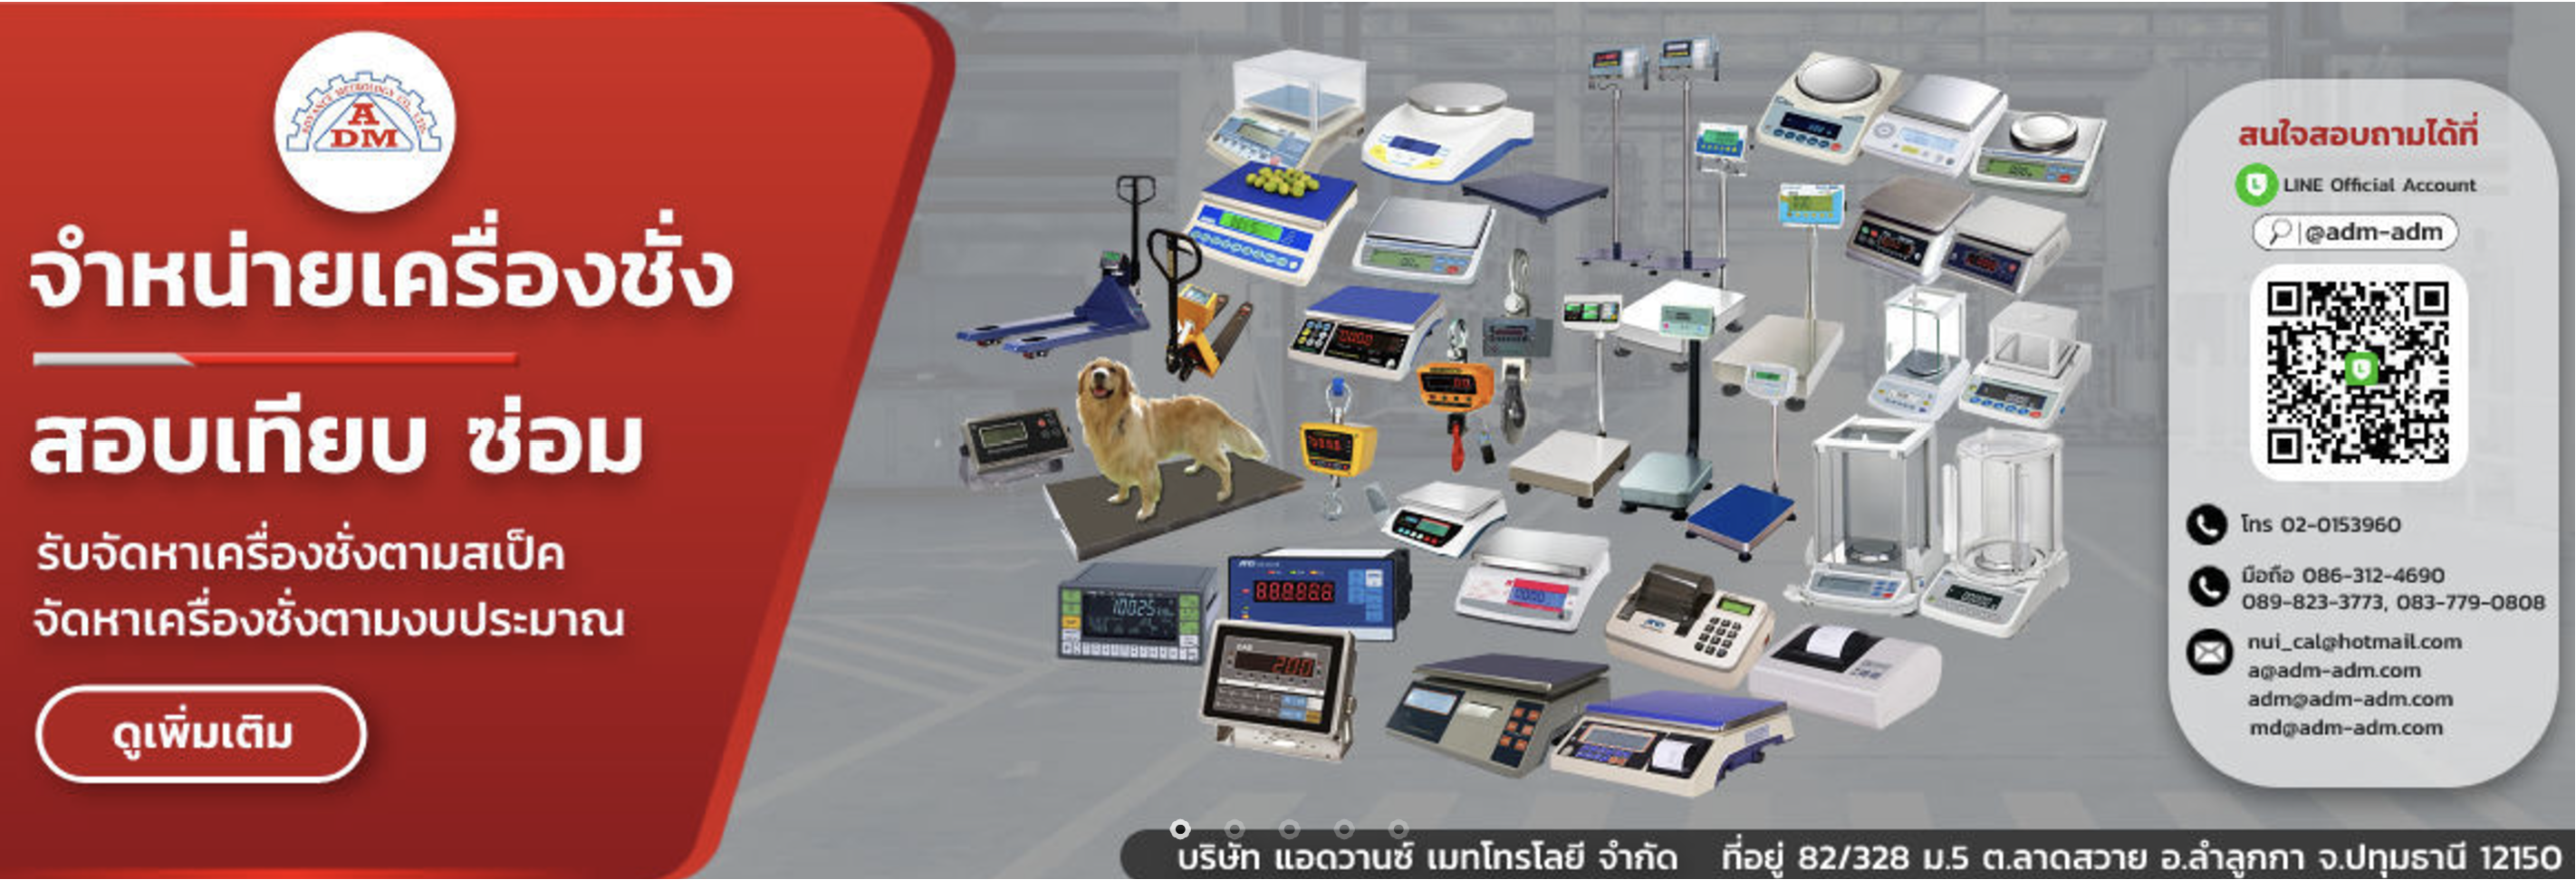 ADVANCE METROLOGY CO., LTD.
A
DM
จำหน่ายเครื่องชั่ง
สอบเทียบ ซ่อม
รับจัดหาเครื่องชั่งตามสเป็ค
จัดหาเครื่องชั่งตามงบประมาณ
ดูเพิ่มเติม
สนใจสอบถามได้ที่
LINE Official Account
@adm-adm
โทร 02-0153960
มือถือ 086-312-4690
089-823-3773, 083-779-0808
nui_cal@hotmail.com
a@adm-adm.com
adm@adm-adm.com
md@adm-adm.com
บริษัท แอดวานซ์ เมทโทรโลยี จำกัด ที่อยู่ 82/328 ม.5 ต.ลาดสวาย อ.ลำลูกกา จ.ปทุมธานี 12150